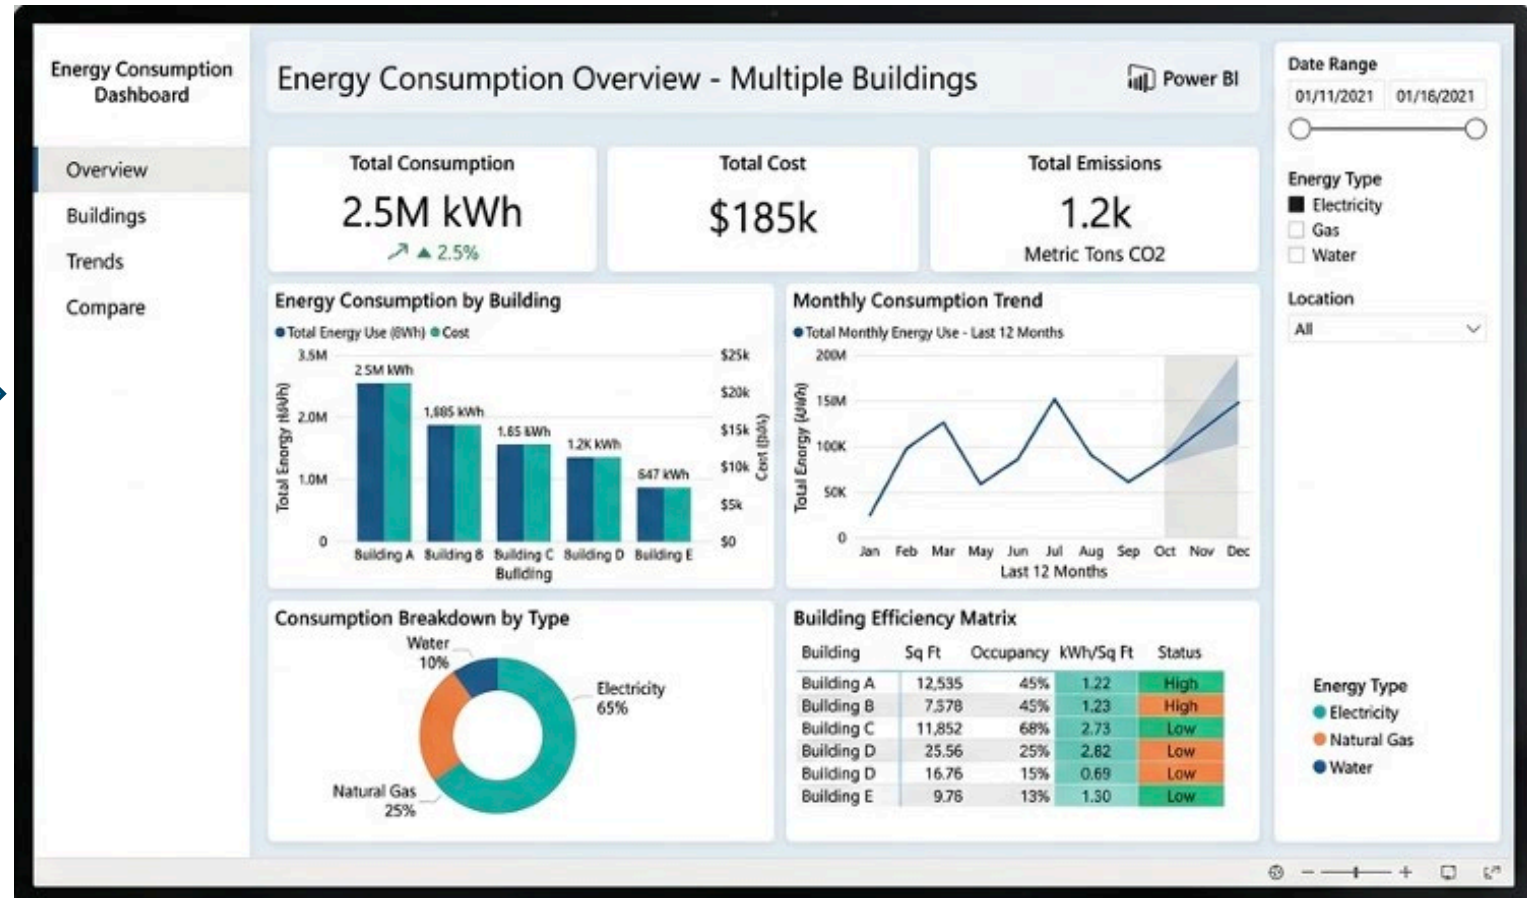 Energy Consumption
Dashboard
Overview
Buildings
Trends
Compare
Energy Consumption Overview - Multiple Buildings
Power BI
Total Consumption
2.5M kWh
▲ 2.5%
Total Cost
$185k
Total Emissions
1.2k
Metric Tons CO2
Energy Consumption by Building
Total Energy Use Cost
3.5M
2.0M
1.0M
0
Total Energy
2.5M kWh
1,885 kWh
1.65 kWh
1.2K kWh
647 kWh
$25k
$20k
$15k
$10k
$5k
$0
Building A Building B Building C Building D Building E
Building
Monthly Consumption Trend
Total Monthly Energy Use - Last 12 Months
200M
150M
100K
50K
0
Total Energy
Jan Feb Mar May Jun Jul Aug Sep Oct Nov Dec
Last 12 Months
Consumption Breakdown by Type
Water
10%
Electricity
65%
Natural Gas
25%
Building Efficiency Matrix
Building Sq Ft Occupancy kWh/Sq Ft Status
Building A 12,535 45% 1.22 High
Building B 7,578 45% 1.23 High
Building C 11,852 68% 2.73 Low
Building D 25.56 25% 2.82 Low
Building D 16.76 15% 0.69 Low
Building E 9.76 13% 1.30 Low
Date Range
01/11/2021 01/16/2021
Energy Type
Electricity
Gas
Water
Location
All
Energy Type
Electricity
Natural Gas
Water